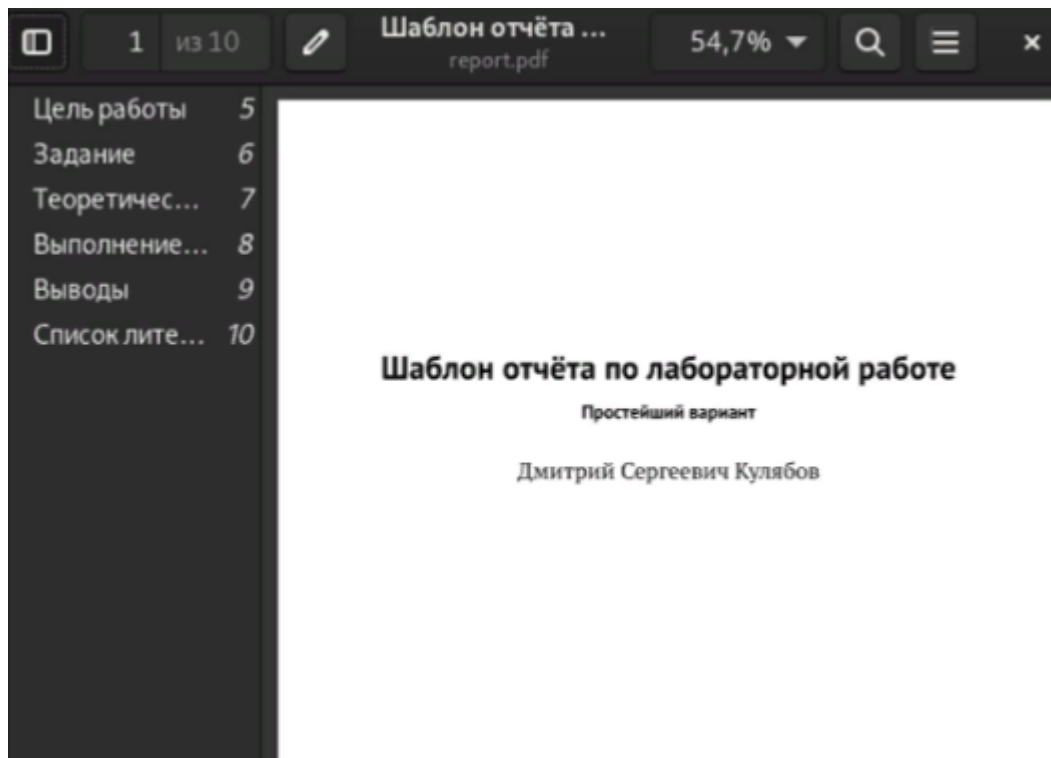 1 из 10 Шаблон отчёта ... 54,7%
report.pdf
Цель работы 5
Задание 6
Теоретичес... 7
Выполнение... 8
Выводы 9
Список лите... 10
Шаблон отчёта по лабораторной работе
Простейший вариант
Дмитрий Сергеевич Кулябов